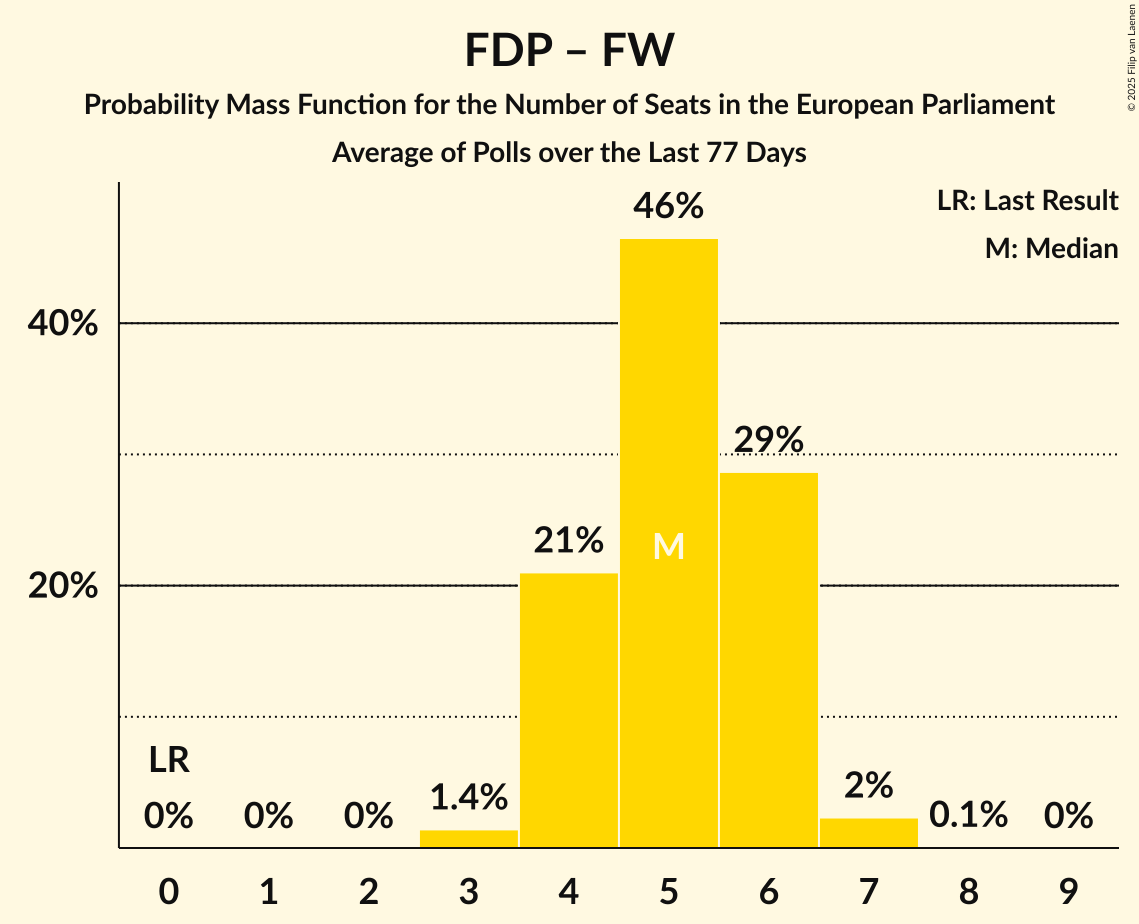 FDP – FW
Probability Mass Function for the Number of Seats in the European Parliament
Average of Polls over the Last 77 Days
© 2025 Filip van Laenen
LR: Last Result
M: Median
46%
40%
29%
21%
M
20%
LR
0%
0%
0%
1.4%
2%
0.1%
0%
0 1 2 3 4 5 6 7 8 9